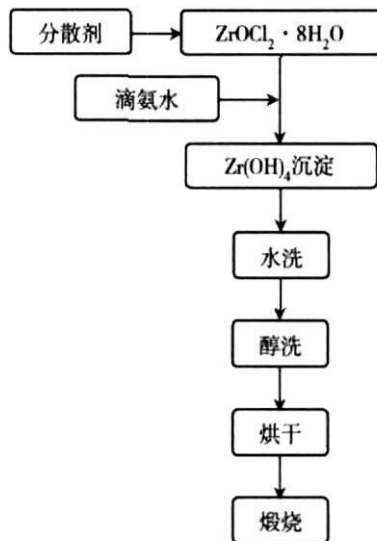 分散剂
ZrOCl₂·8H₂O
滴氨水
Zr(OH)₄沉淀
水洗
醇洗
烘干
煅烧